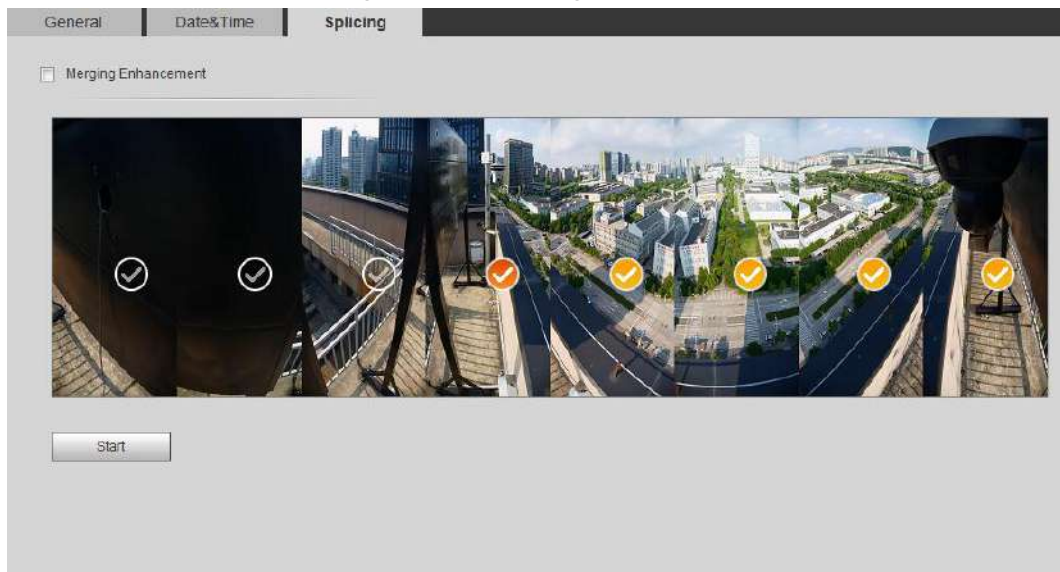 General
Date&Time
Splicing
Merging Enhancement
Start